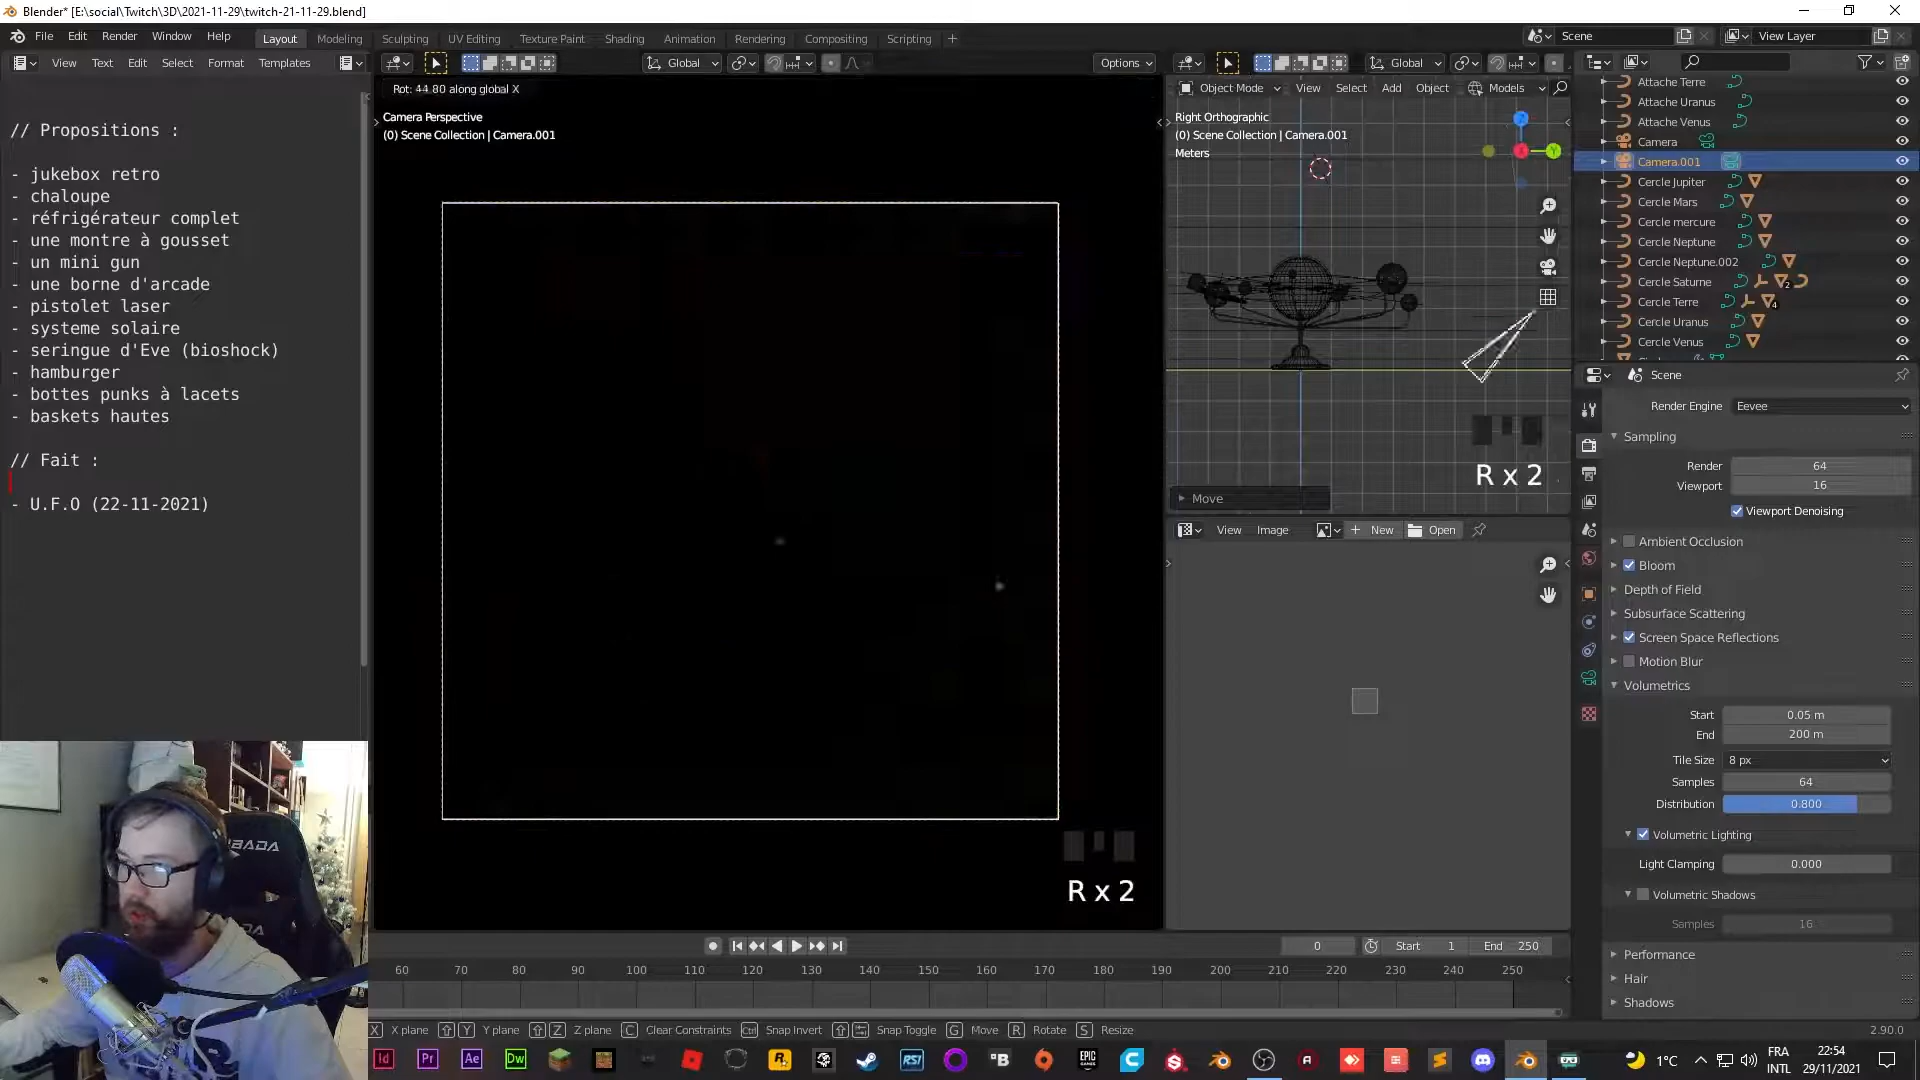 Blender* [E:\social\Twitch\3D\2021-11-29\twitch-21-11-29.blend]
File Edit Render Window Help Layout Modeling Sculpting UV Editing Texture Paint Shading Animation Rendering Compositing Scripting +
Scene
View Layer
View Text Edit Select Format Templates
Global
Options
Global
// Propositions :
- jukebox retro
- chaloupe
- réfrigérateur complet
- une montre à gousset
- un mini gun
- une borne d'arcade
- pistolet laser
- systeme solaire
- seringue d'Eve (bioshock)
- hamburger
- bottes punks à lacets
- baskets hautes
// Fait :
- U.F.O (22-11-2021)
Rot: 44.80 along global X
Camera Perspective
(0) Scene Collection | Camera.001
R x 2
Object Mode View Select Add Object Models
Right Orthographic
(0) Scene Collection | Camera.001
Meters
R x 2
Move
View Image New Open
Attache Terre
Attache Uranus
Attache Venus
Camera
Camera.001
Cercle Jupiter
Cercle Mars
Cercle mercure
Cercle Neptune
Cercle Neptune.002
Cercle Saturne 2
Cercle Terre 4
Cercle Uranus
Cercle Venus
Scene
Render Engine Eevee
Sampling
Render 64
Viewport 16
Viewport Denoising
Ambient Occlusion
Bloom
Depth of Field
Subsurface Scattering
Screen Space Reflections
Motion Blur
Volumetrics
Start 0.05 m
End 200 m
Tile Size 8 px
Samples 64
Distribution 0.800
Volumetric Lighting
Light Clamping 0.000
Volumetric Shadows
Samples 16
Performance
Hair
Shadows
0 Start 1 End 250
60 70 80 90 100 110 120 130 140 150 160 170 180 190 200 210 220 230 240 250
X X plane Y Y plane Z Z plane C Clear Constraints Ctrl Snap Invert Snap Toggle G Move R Rotate S Resize
2.90.0
Id Pr Ae Dw RSI EPIC GAMES
1°C
FRA
INTL
22:54
29/11/2021